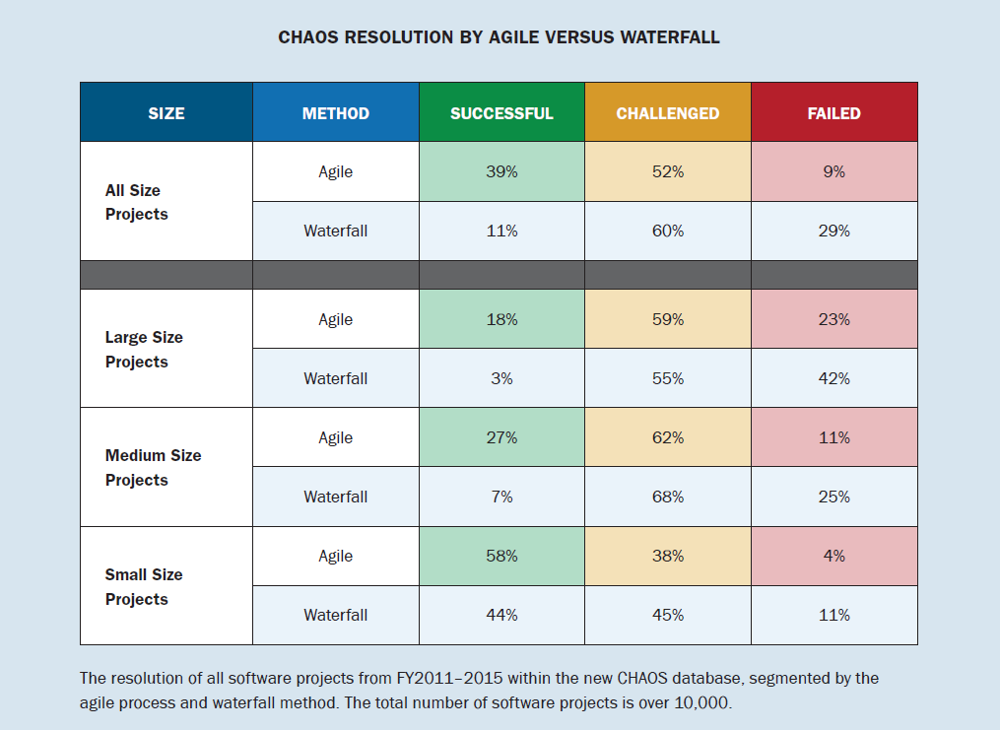 CHAOS RESOLUTION BY AGILE VERSUS WATERFALL
SIZE METHOD SUCCESSFUL CHALLENGED FAILED
All Size Projects
Agile 39% 52% 9%
Waterfall 11% 60% 29%
Large Size Projects
Agile 18% 59% 23%
Waterfall 3% 55% 42%
Medium Size Projects
Agile 27% 62% 11%
Waterfall 7% 68% 25%
Small Size Projects
Agile 58% 38% 4%
Waterfall 44% 45% 11%
The resolution of all software projects from FY2011–2015 within the new CHAOS database, segmented by the
agile process and waterfall method. The total number of software projects is over 10,000.